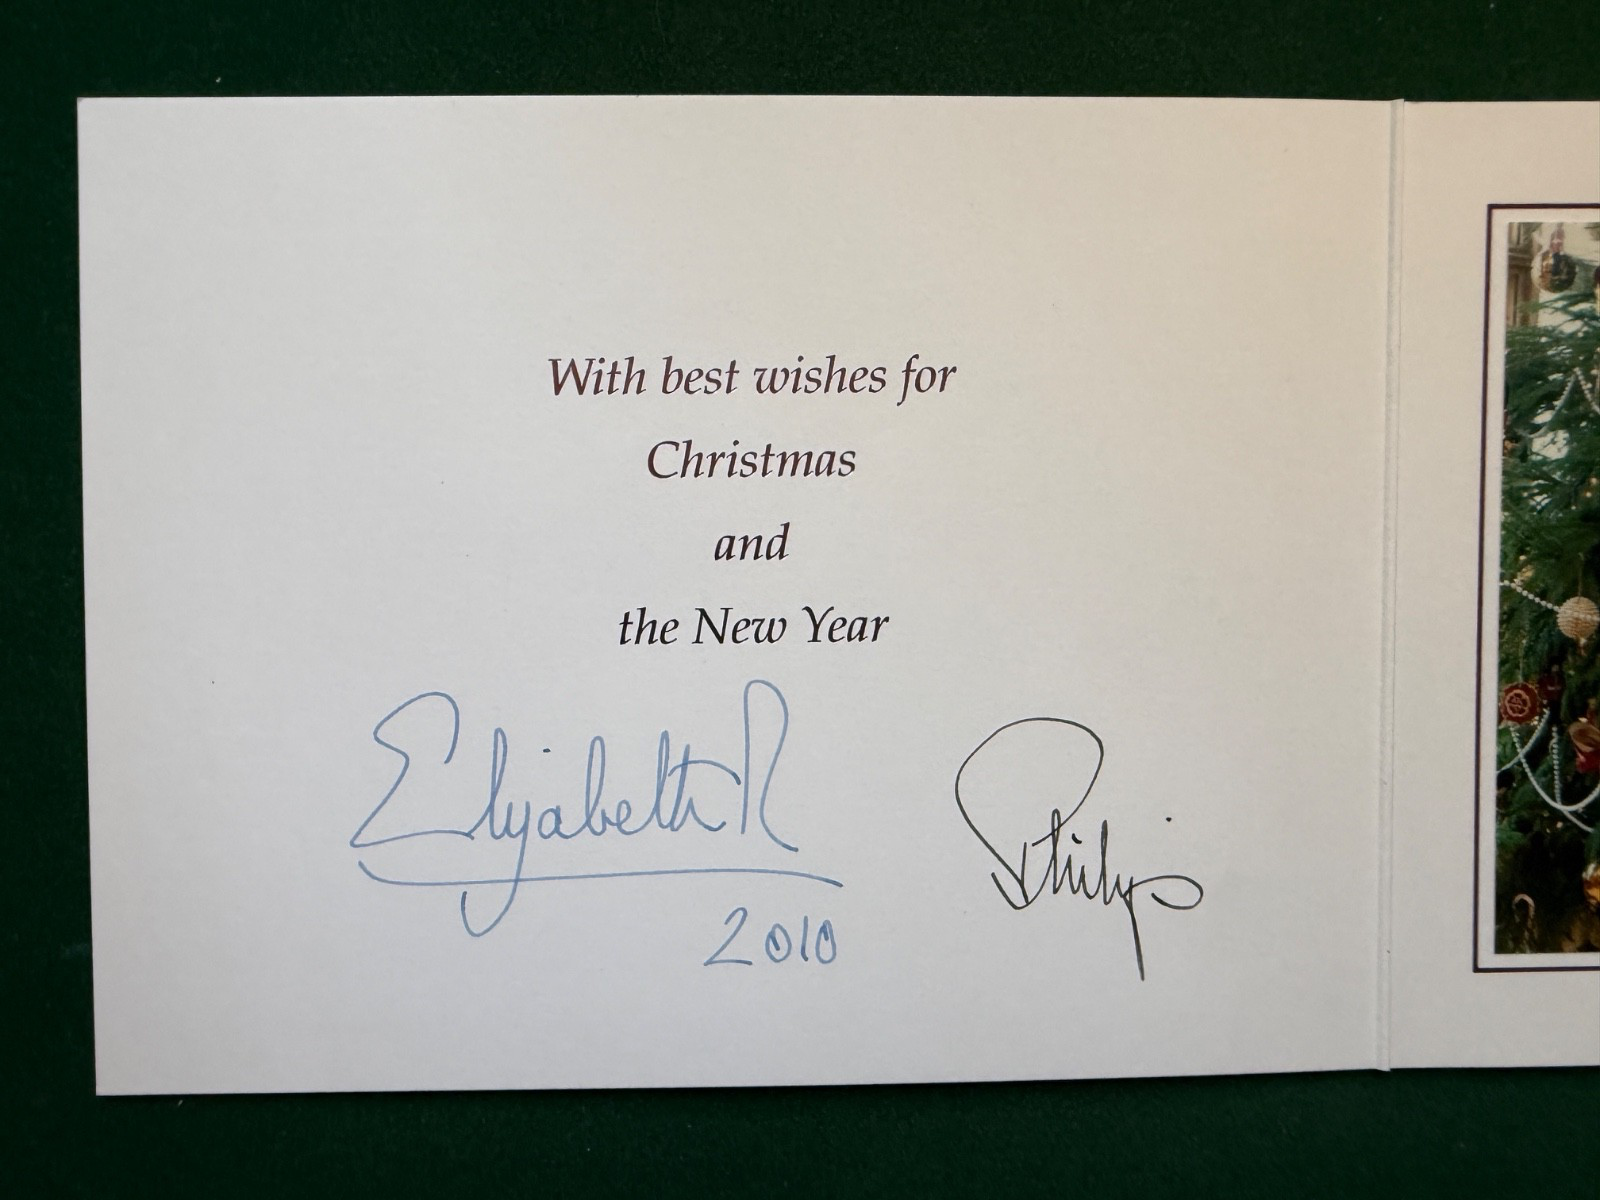 With best wishes for
Christmas
and
the New Year
Elizabeth R
Philip
2010